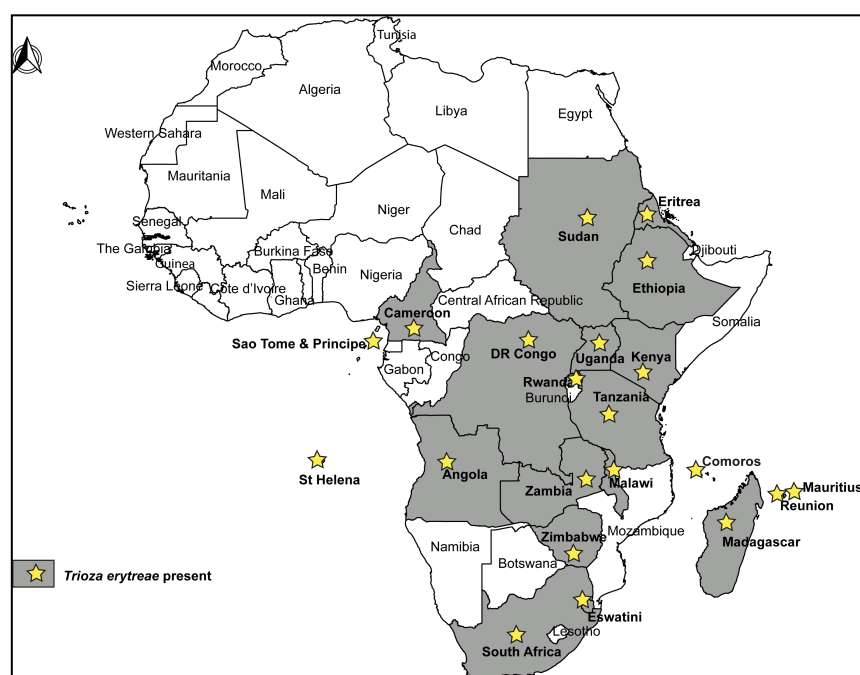 Tunisia
Morocco
Algeria
Libya
Egypt
Western Sahara
Mauritania
Mali
Niger
Chad
Sudan
Eritrea
Senegal
The Gambia
Guinea
Sierra Leone
Côte d'Ivoire
Burkina Faso
Ghana
Benin
Nigeria
Djibouti
Ethiopia
Somalia
Central African Republic
Cameroon
Sao Tome & Principe
Gabon
Congo
DR Congo
Uganda
Kenya
Rwanda
Burundi
Tanzania
St Helena
Angola
Zambia
Malawi
Comoros
Mauritius
Reunion
Madagascar
Mozambique
Zimbabwe
Namibia
Botswana
Eswatini
Lesotho
South Africa
Trioza erytreae present